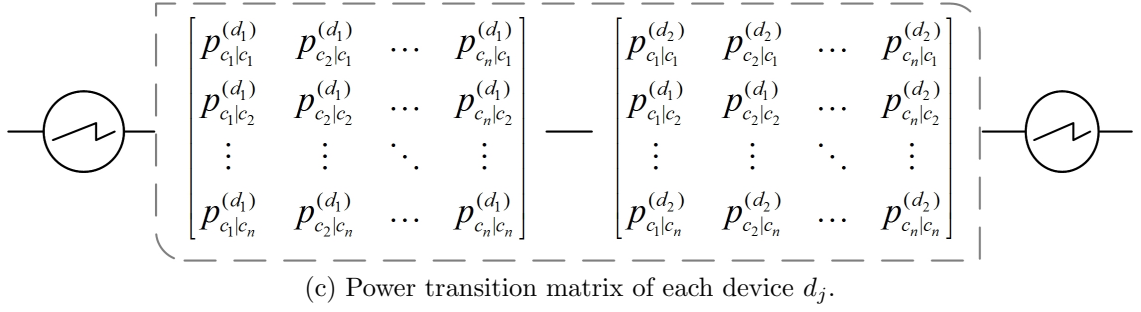 p_{c_1|c_1}^{(d_1)} p_{c_2|c_1}^{(d_1)} … p_{c_n|c_1}^{(d_1)} p_{c_1|c_1}^{(d_2)} p_{c_2|c_1}^{(d_2)} … p_{c_n|c_1}^{(d_2)}
p_{c_1|c_2}^{(d_1)} p_{c_2|c_2}^{(d_1)} … p_{c_n|c_2}^{(d_1)} — p_{c_1|c_2}^{(d_1)} p_{c_2|c_2}^{(d_1)} … p_{c_n|c_2}^{(d_2)}
⋮ ⋮ ⋱ ⋮ ⋮ ⋮ ⋱ ⋮
p_{c_1|c_n}^{(d_1)} p_{c_2|c_n}^{(d_1)} … p_{c_n|c_n}^{(d_1)} p_{c_1|c_n}^{(d_2)} p_{c_2|c_n}^{(d_2)} … p_{c_n|c_n}^{(d_2)}
(c) Power transition matrix of each device d_j.